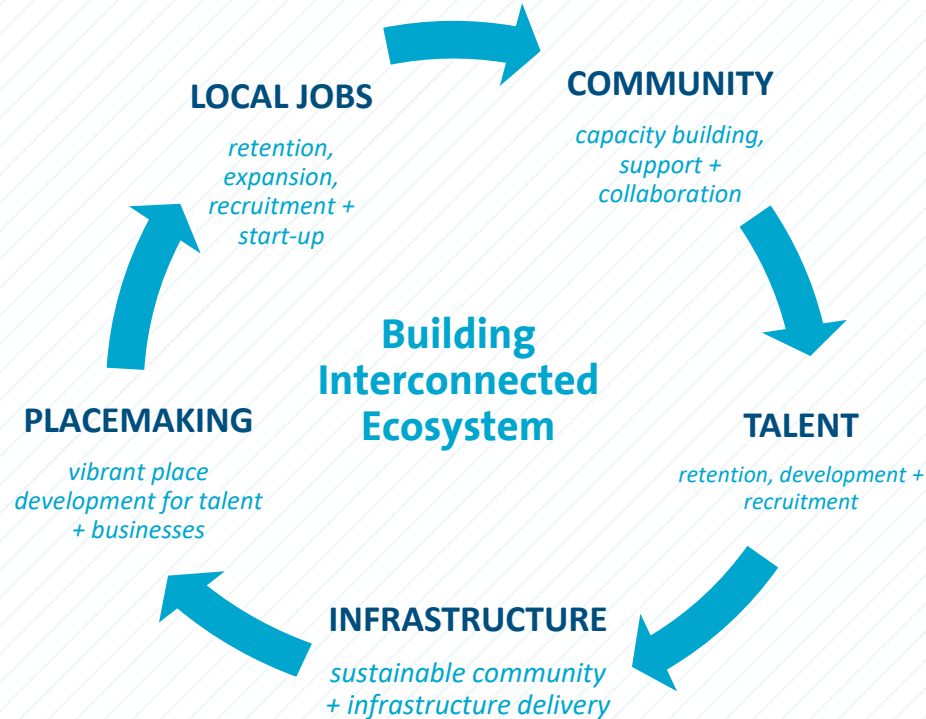 LOCAL JOBS
retention,
expansion,
recruitment +
start-up
COMMUNITY
capacity building,
support +
collaboration
Building
Interconnected
Ecosystem
PLACEMAKING
vibrant place
development for talent
+ businesses
TALENT
retention, development +
recruitment
INFRASTRUCTURE
sustainable community
+ infrastructure delivery